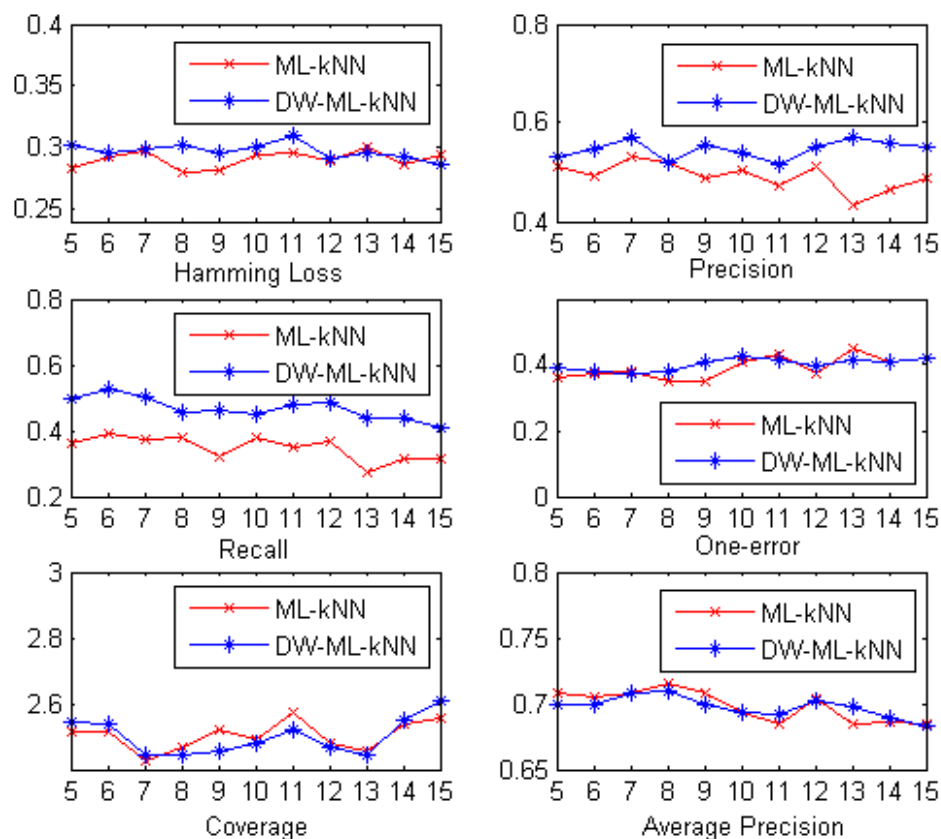 0.4
0.35
0.3
0.25
ML-kNN
DW-ML-kNN
5 6 7 8 9 10 11 12 13 14 15
Hamming Loss
0.8
0.6
0.4
ML-kNN
DW-ML-kNN
5 6 7 8 9 10 11 12 13 14 15
Precision
0.8
0.6
0.4
0.2
ML-kNN
DW-ML-kNN
5 6 7 8 9 10 11 12 13 14 15
Recall
0.4
0.2
0
ML-kNN
DW-ML-kNN
5 6 7 8 9 10 11 12 13 14 15
One-error
3
2.8
2.6
ML-kNN
DW-ML-kNN
5 6 7 8 9 10 11 12 13 14 15
Coverage
0.8
0.75
0.7
0.65
ML-kNN
DW-ML-kNN
5 6 7 8 9 10 11 12 13 14 15
Average Precision